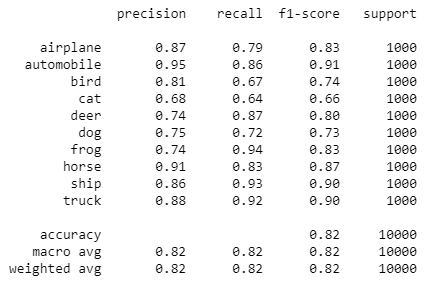 precision recall f1-score support
airplane 0.87 0.79 0.83 1000
automobile 0.95 0.86 0.91 1000
bird 0.81 0.67 0.74 1000
cat 0.68 0.64 0.66 1000
deer 0.74 0.87 0.80 1000
dog 0.75 0.72 0.73 1000
frog 0.74 0.94 0.83 1000
horse 0.91 0.83 0.87 1000
ship 0.86 0.93 0.90 1000
truck 0.88 0.92 0.90 1000
accuracy 0.82 10000
macro avg 0.82 0.82 0.82 10000
weighted avg 0.82 0.82 0.82 10000